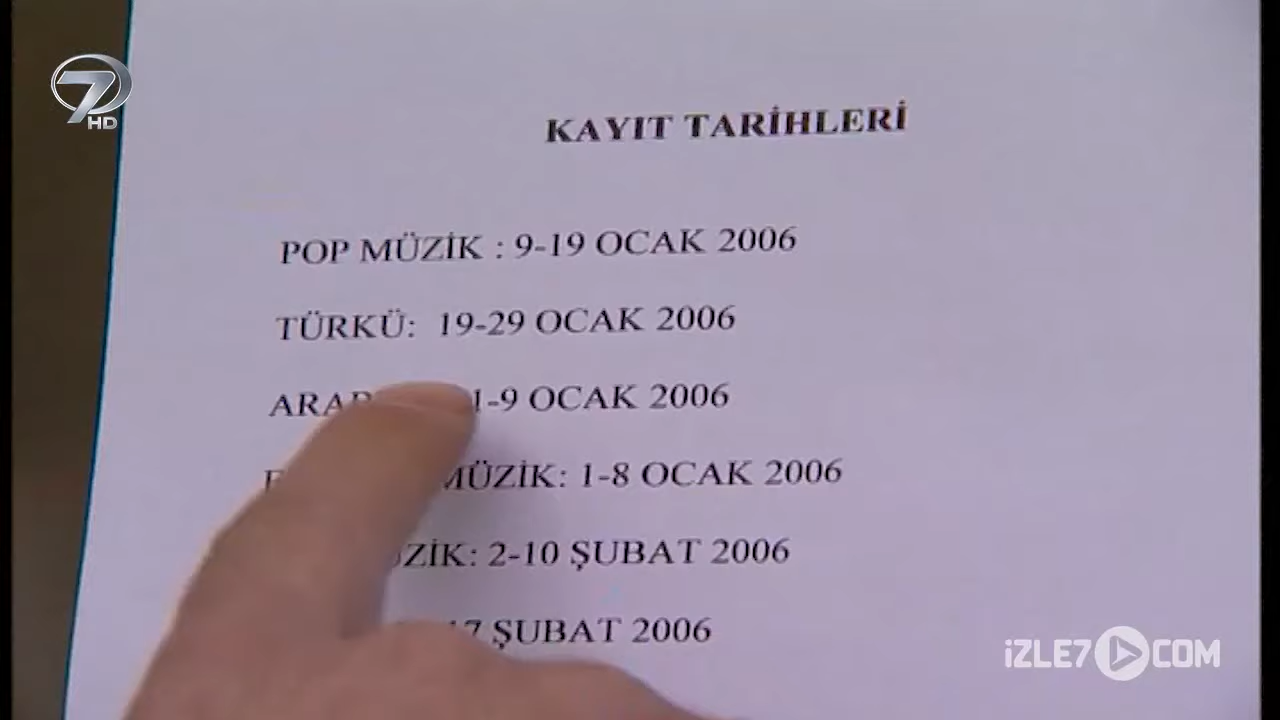 7
HD
KAYIT TARİHLERİ
POP MÜZİK : 9-19 OCAK 2006
TÜRKÜ: 19-29 OCAK 2006
1-9 OCAK 2006
MÜZİK: 1-8 OCAK 2006
2-10 ŞUBAT 2006
ŞUBAT 2006
İZLE7 COM